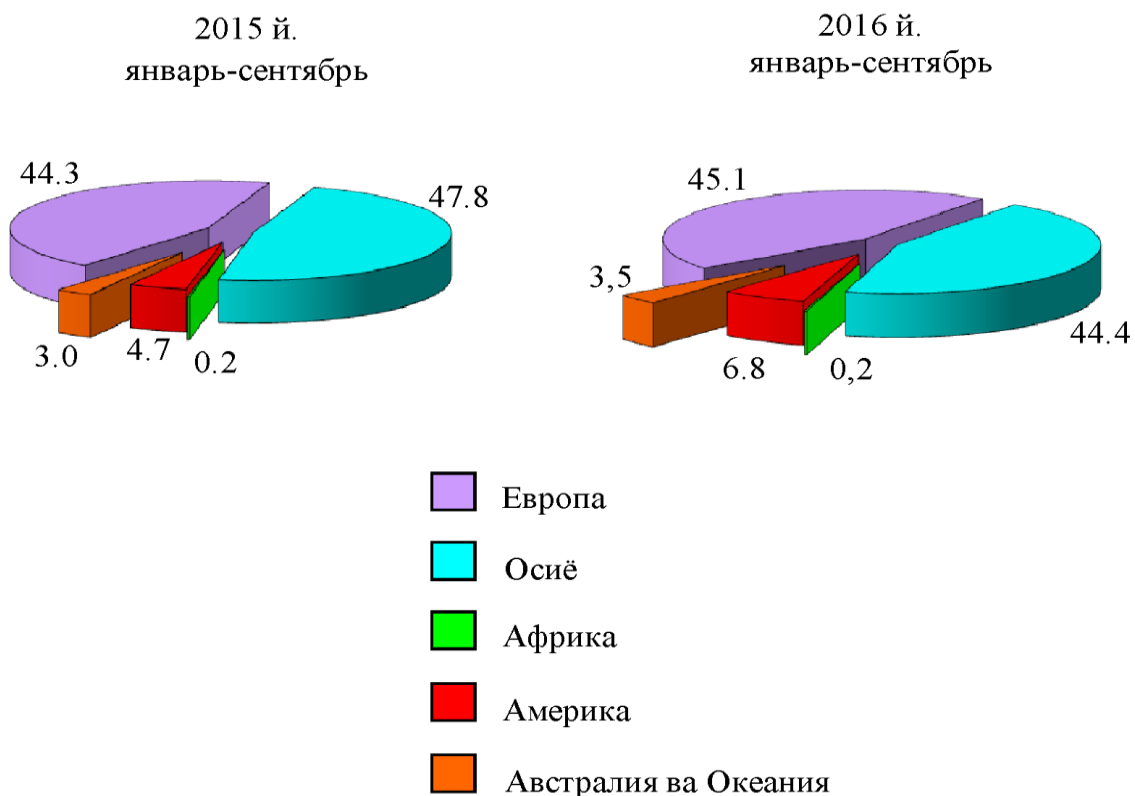 2015 й.
январь-сентябрь
44.3
47.8
3.0
4.7
0.2
2016 й.
январь-сентябрь
45.1
3,5
44.4
6.8
0,2
Европа
Осиё
Африка
Америка
Австралия ва Океания